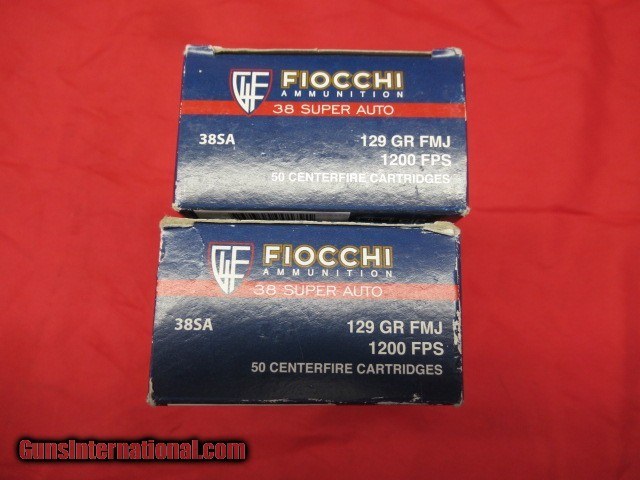 FIOCCHI
AMMUNITION
38 SUPER AUTO
38SA
129 GR FMJ
1200 FPS
50 CENTERFIRE CARTRIDGES
FIOCCHI
AMMUNITION
38 SUPER AUTO
38SA
129 GR FMJ
1200 FPS
50 CENTERFIRE CARTRIDGES
GunsInternational.com